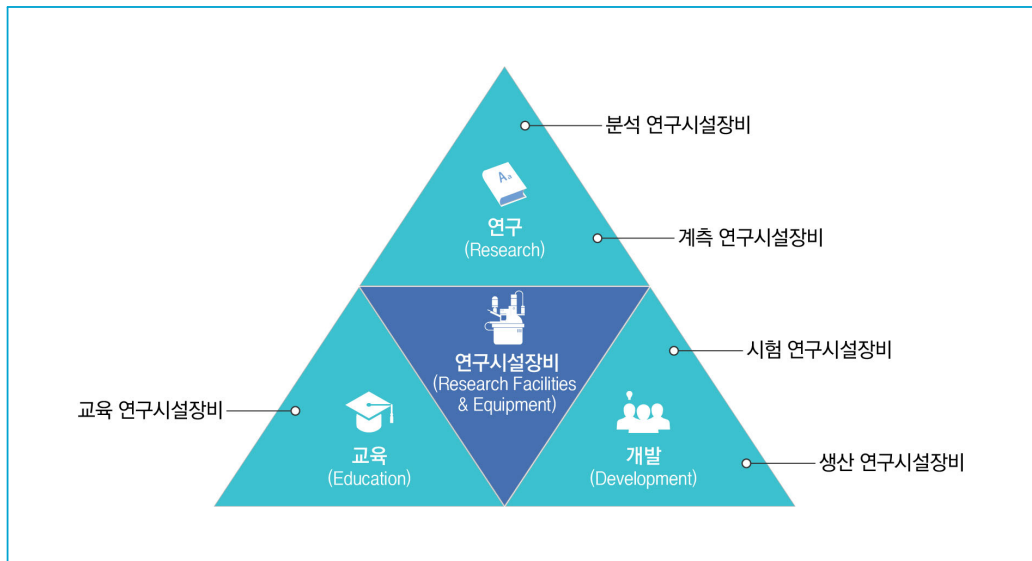 분석 연구시설장비
Aa
연구
(Research)
계측 연구시설장비
연구시설장비
(Research Facilities
& Equipment)
시험 연구시설장비
교육 연구시설장비
교육
(Education)
개발
(Development)
생산 연구시설장비